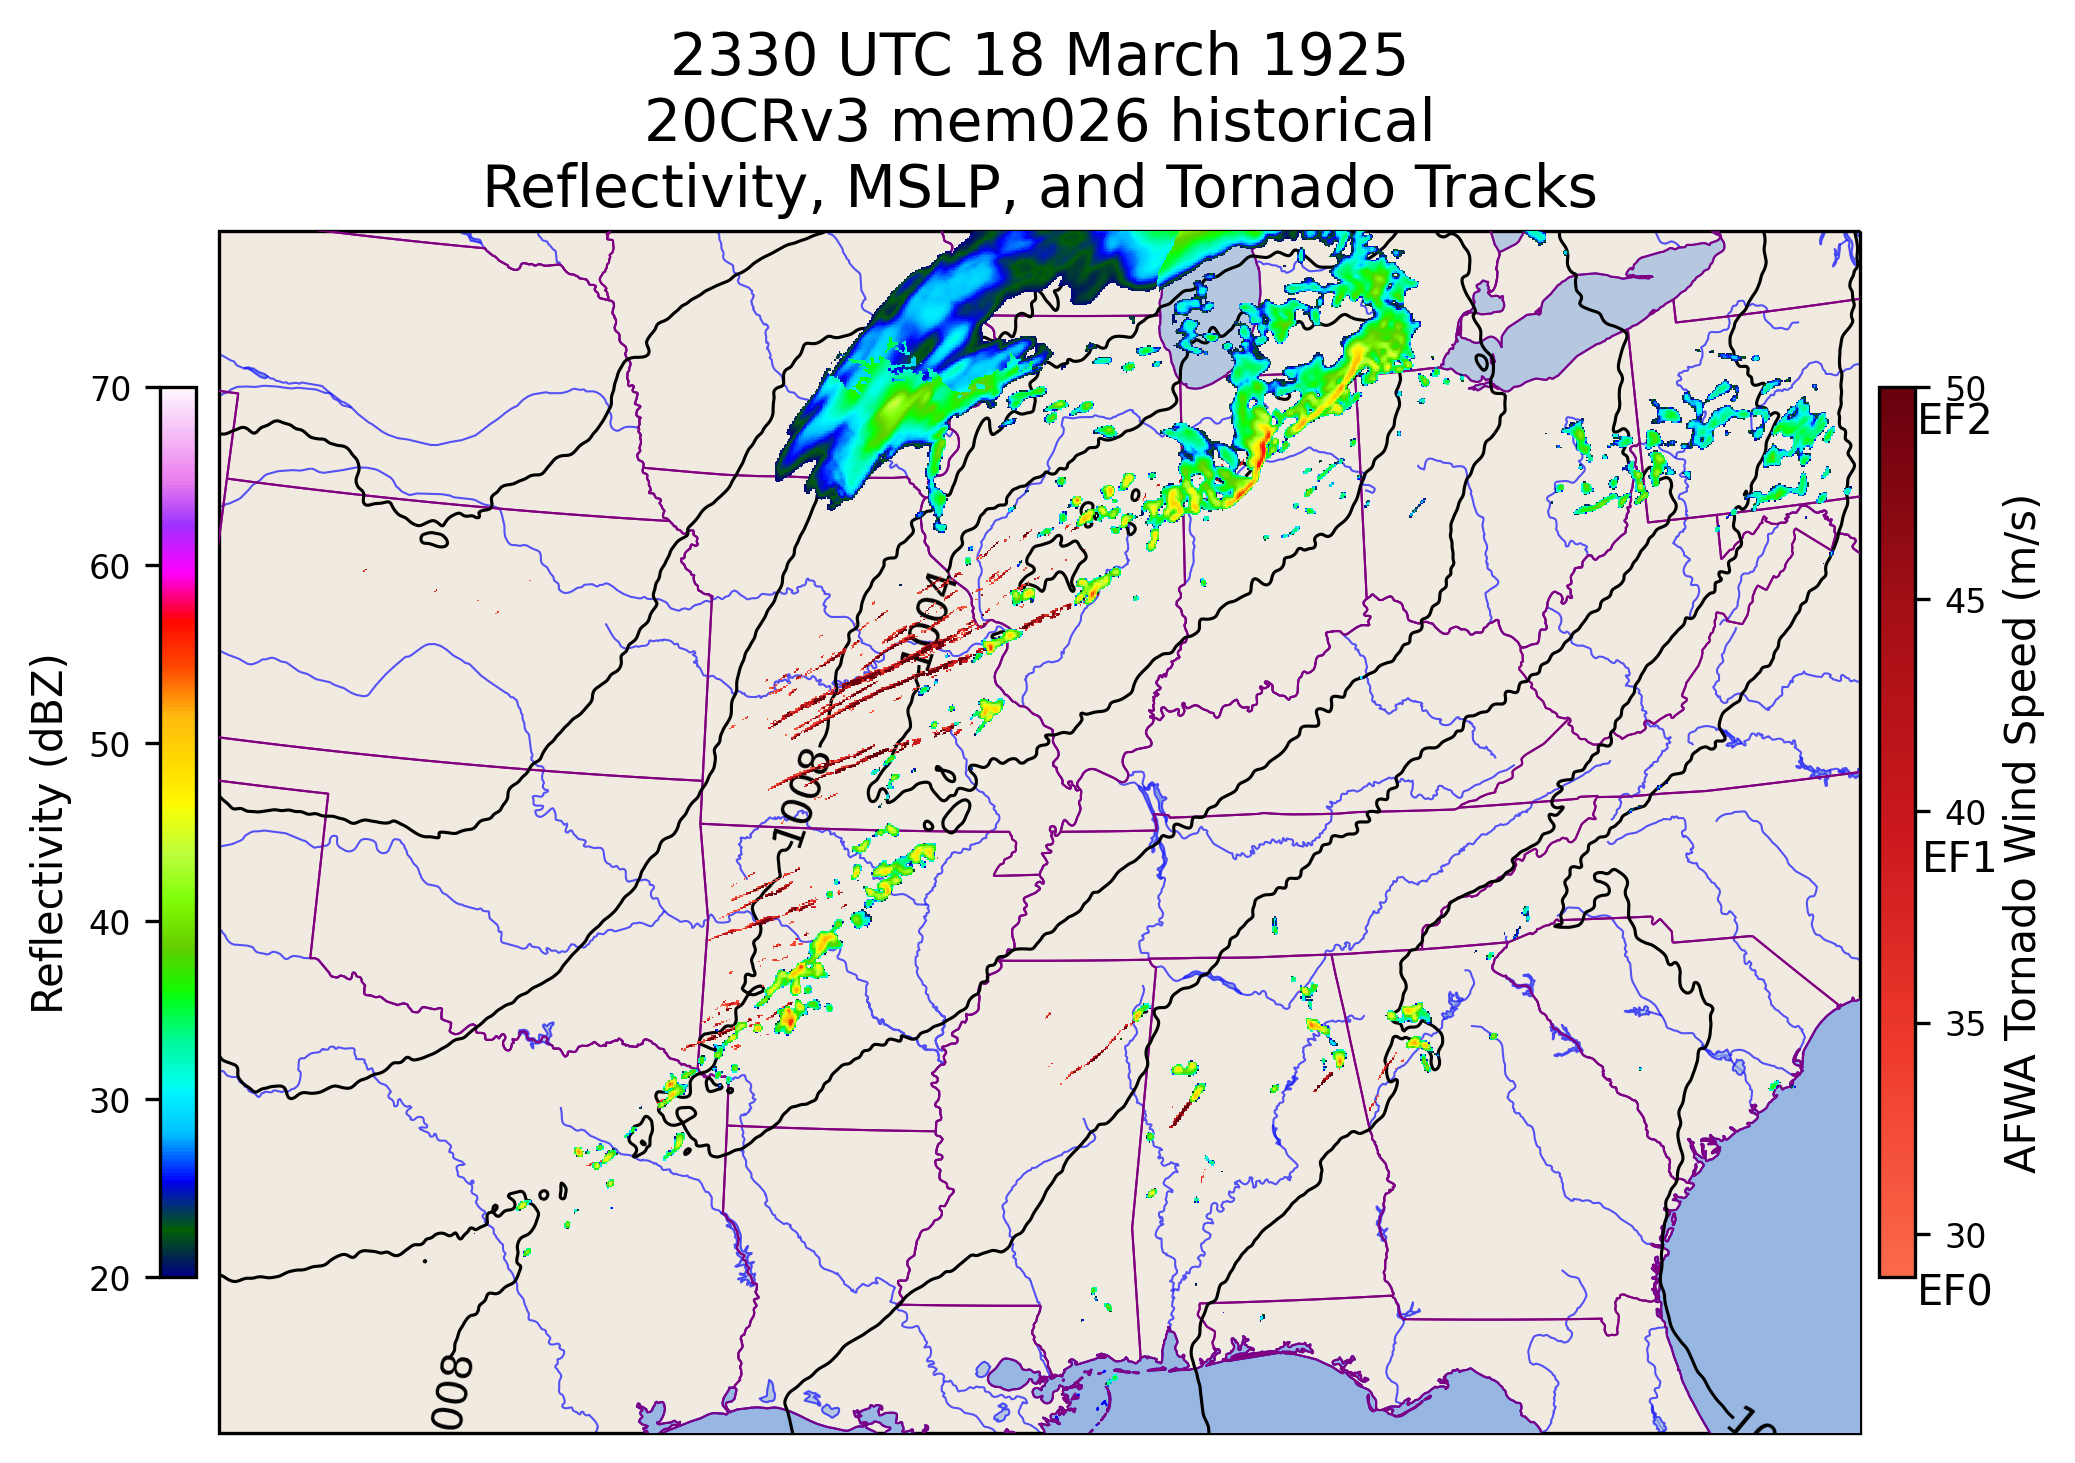 2330 UTC 18 March 1925
20CRv3 mem026 historical
Reflectivity, MSLP, and Tornado Tracks
70
60
50
40
30
20
Reflectivity (dBZ)
1004
1008
1008
008
10
50
EF2
45
40
EF1
35
30
EF0
AFWA Tornado Wind Speed (m/s)